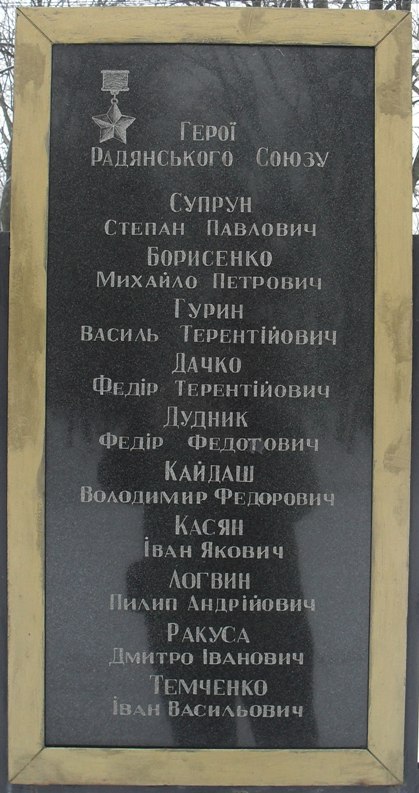 Герої
Радянського Союзу
Супрун
Степан Павлович
Борисенко
Михайло Петрович
Гурин
Василь Терентійович
Дачко
Федір Терентійович
Дудник
Федір Федотович
Кайдаш
Володимир Федорович
Касян
Іван Якович
Логвин
Пилип Андрійович
Ракуса
Дмитро Іванович
Темченко
Іван Васильович